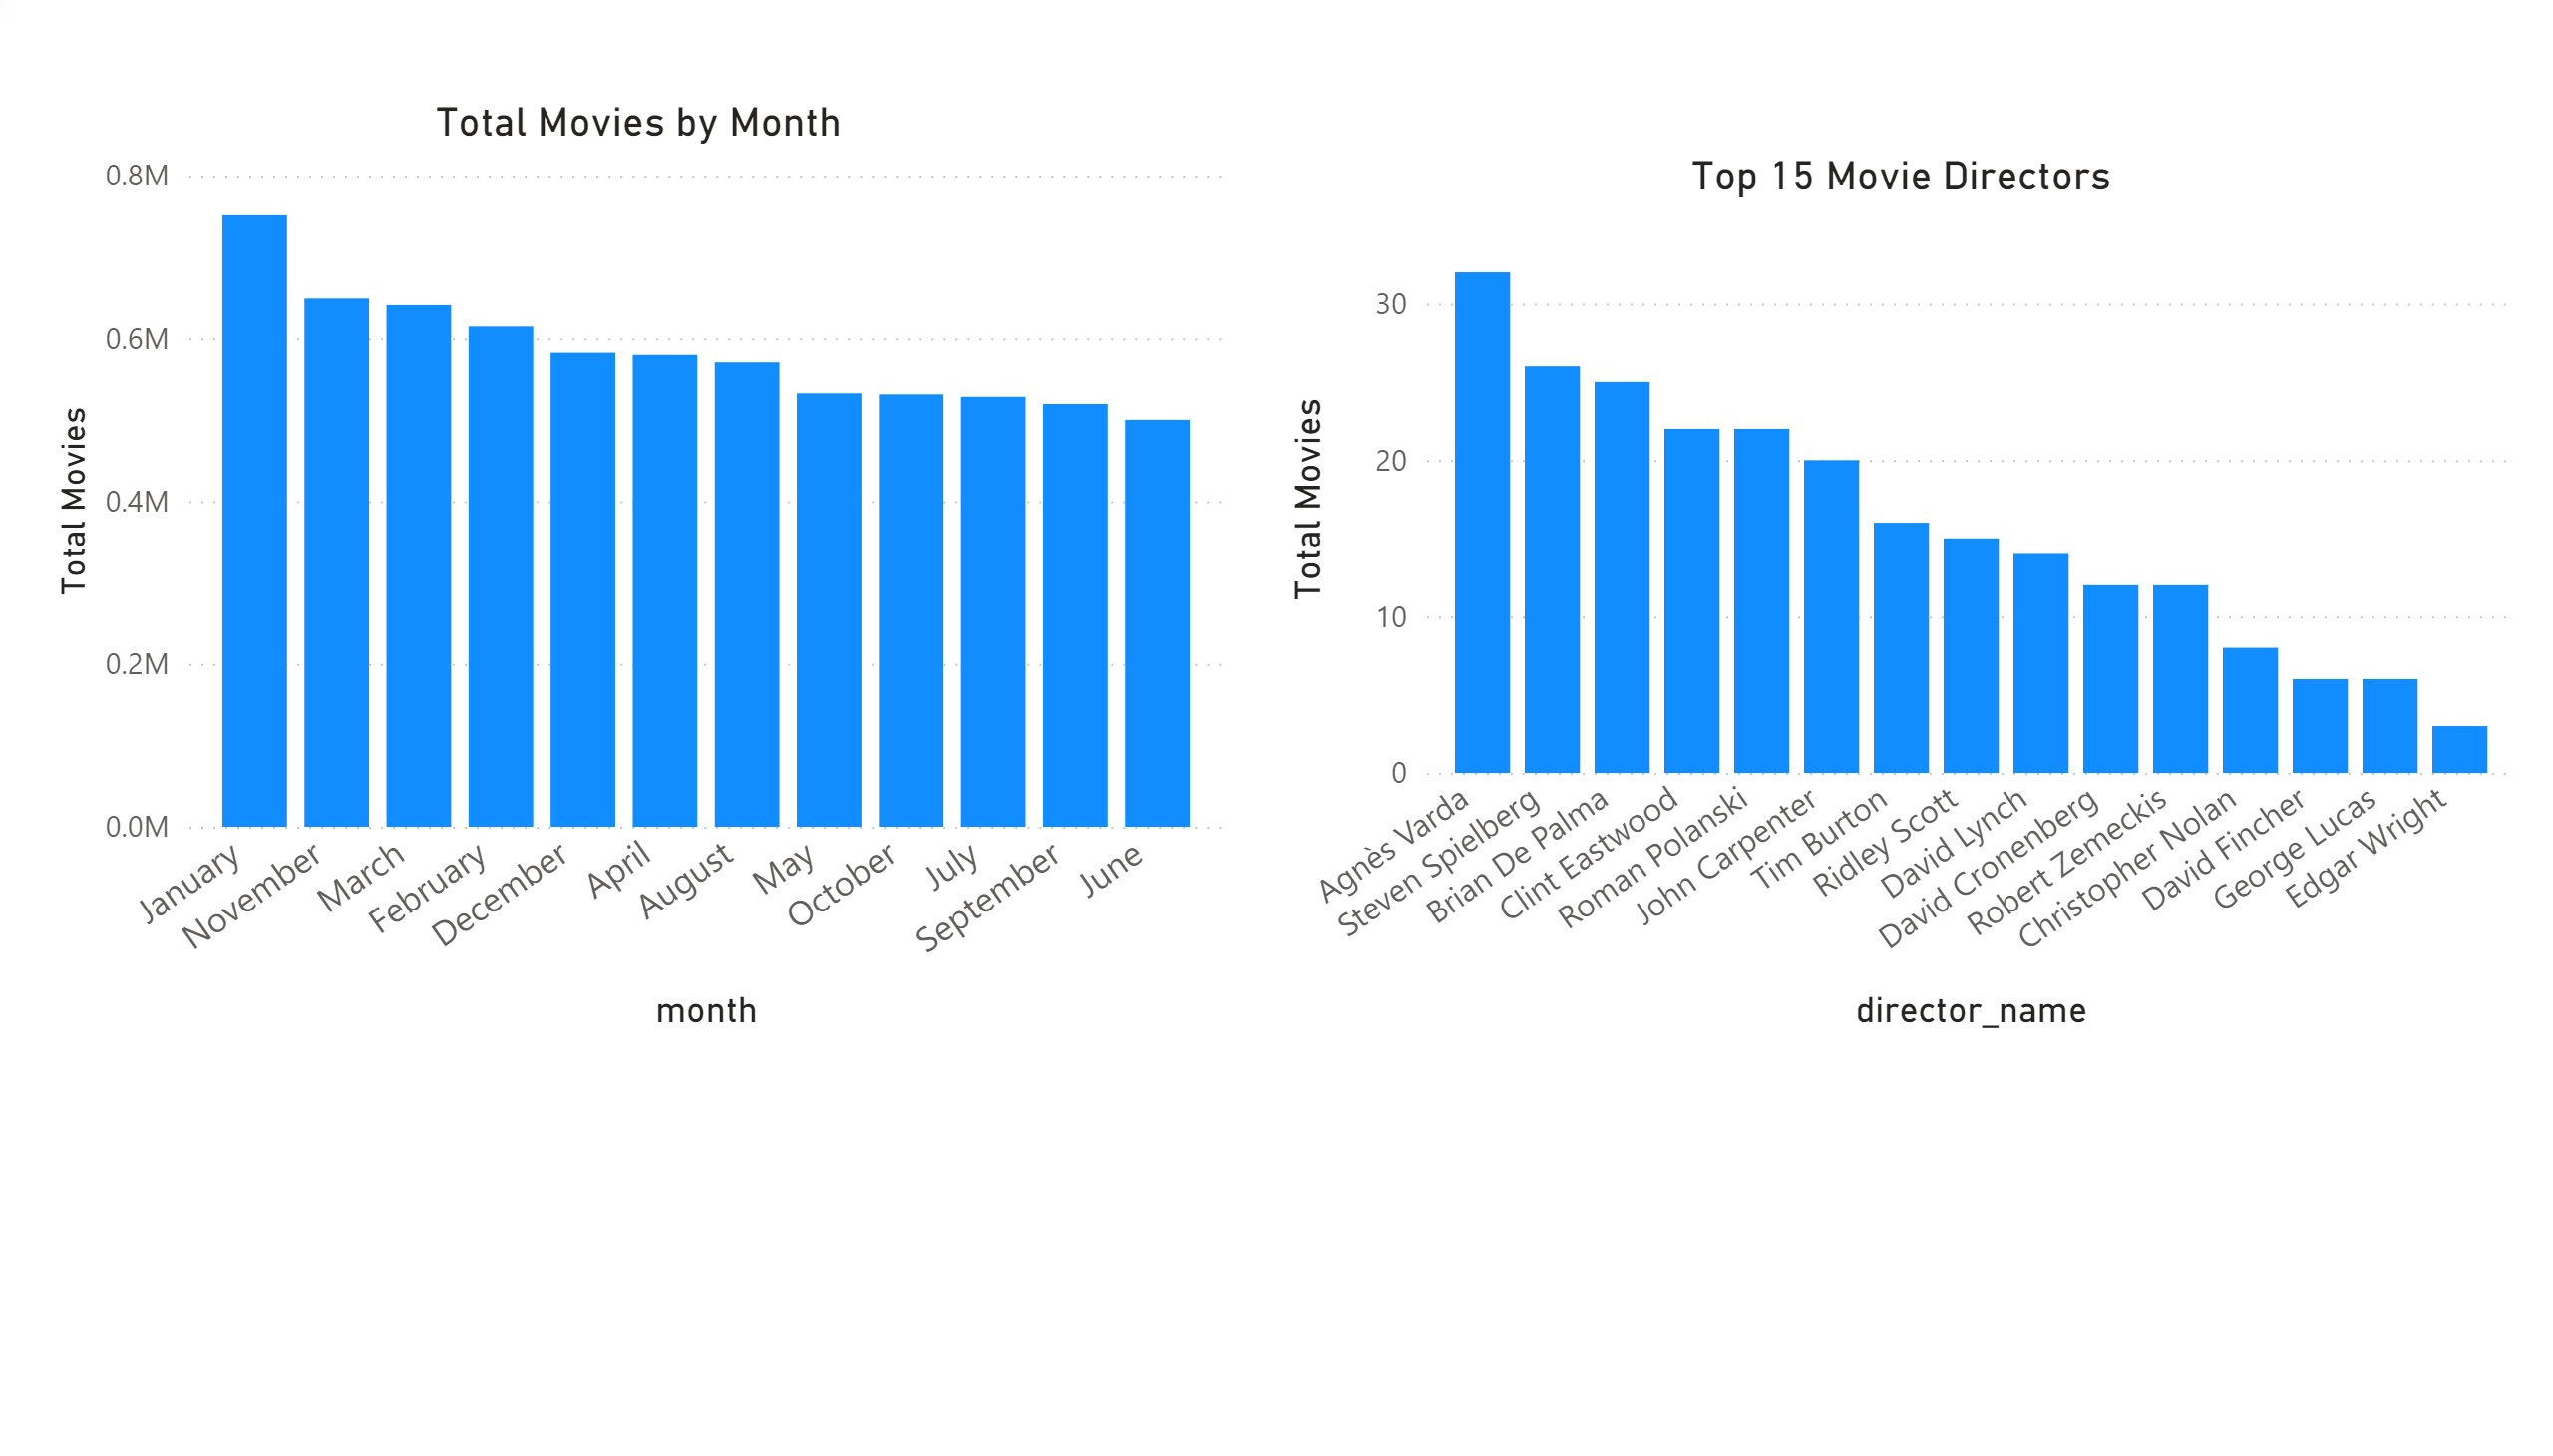 Total Movies by Month
Total Movies
0.8M
0.6M
0.4M
0.2M
0.0M
January
November
March
February
December
April
August
May
October
July
September
June
month
Top 15 Movie Directors
Total Movies
30
20
10
0
Agnès Varda
Steven Spielberg
Brian De Palma
Clint Eastwood
Roman Polanski
John Carpenter
Tim Burton
Ridley Scott
David Lynch
David Cronenberg
Robert Zemeckis
Christopher Nolan
David Fincher
George Lucas
Edgar Wright
director_name